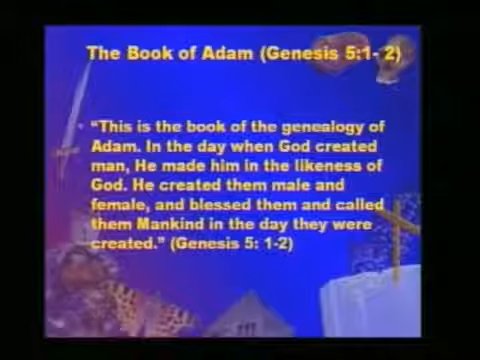 The Book of Adam (Genesis 5:1- 2)
“This is the book of the genealogy of
Adam. In the day when God created
man, He made him in the likeness of
God. He created them male and
female, and blessed them and called
them Mankind in the day they were
created.” (Genesis 5: 1-2)